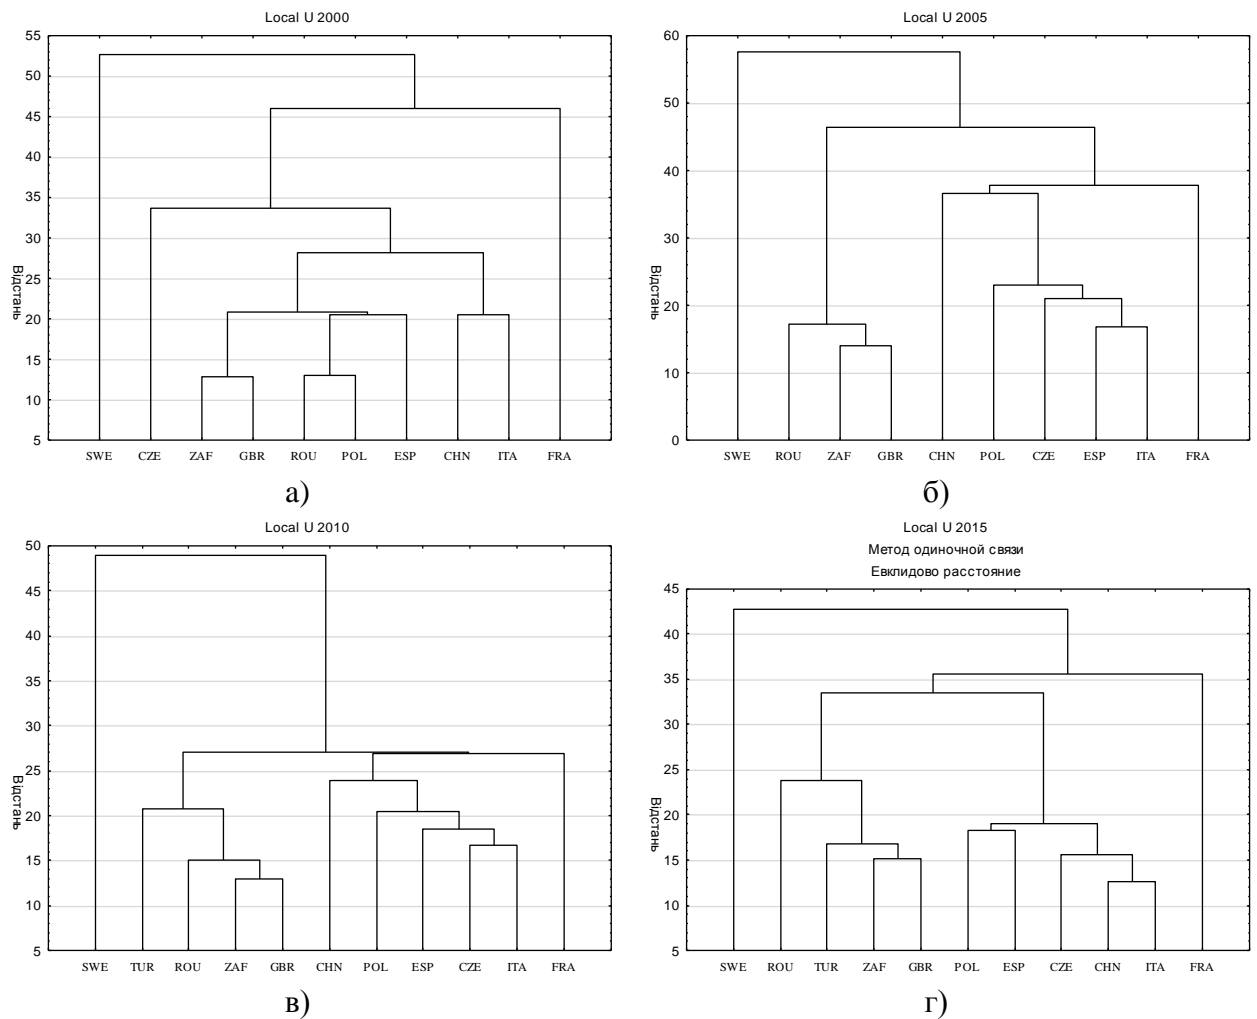 Local U 2000
55
50
45
40
35
30
25
20
15
10
5
Відстань
SWE CZE ZAF GBR ROU POL ESP CHN ITA FRA
а)
Local U 2005
60
50
40
30
20
10
0
Відстань
SWE ROU ZAF GBR CHN POL CZE ESP ITA FRA
б)
Local U 2010
50
45
40
35
30
25
20
15
10
5
Відстань
SWE TUR ROU ZAF GBR CHN POL ESP CZE ITA FRA
в)
Local U 2015
Метод одиночной связи
Евклидово расстояние
45
40
35
30
25
20
15
10
5
Відстань
SWE ROU TUR ZAF GBR POL ESP CZE CHN ITA FRA
г)